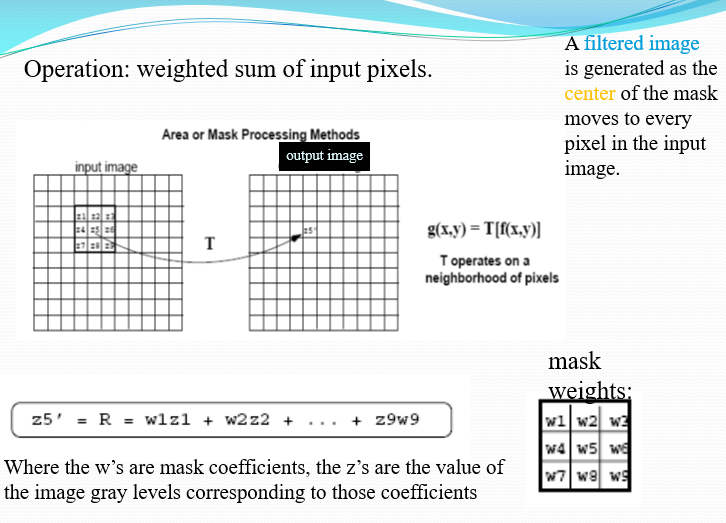 Operation: weighted sum of input pixels.
A filtered image
is generated as the
center of the mask
moves to every
pixel in the input
image.
Area or Mask Processing Methods
input image
output image
z1 z2 z3
z4 z5 z6
z7 z8 z9
T
z5'
g(x,y) = T[f(x,y)]
T operates on a
neighborhood of pixels
mask
weights:
w1 w2 w3
w4 w5 w6
w7 w8 w9
z5' = R = w1z1 + w2z2 + ... + z9w9
Where the w's are mask coefficients, the z's are the value of
the image gray levels corresponding to those coefficients